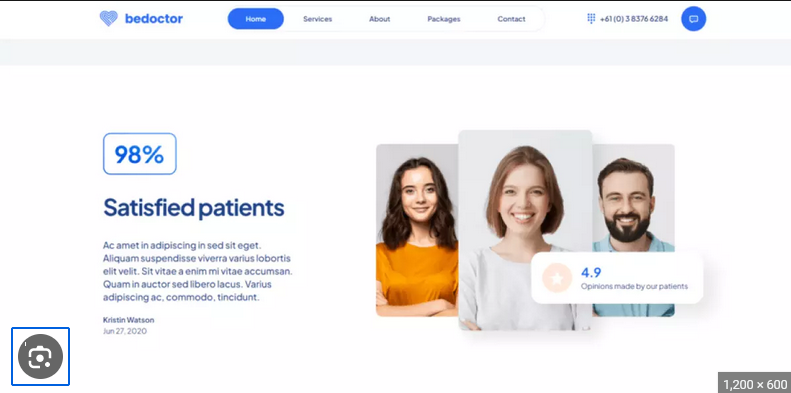 bedoctor
Home
Services
About
Packages
Contact
+61 (0) 3 8376 6284
98%
Satisfied patients
Ac amet in adipiscing in sed sit eget.
Aliquam suspendisse viverra varius lobortis
elit velit. Sit vitae a enim mi vitae accumsan.
Quam in auctor sed libero lacus. Varius
adipiscing ac, commodo, tincidunt.
Kristin Watson
Jun 27, 2020
4.9
Opinions made by our patients
1,200 × 600